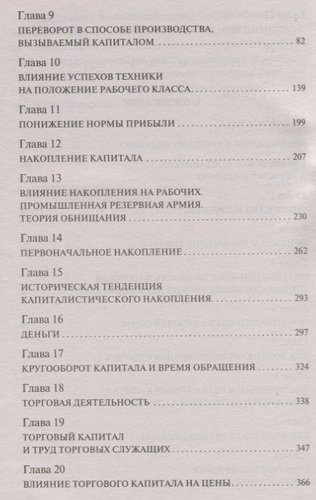 Глава 9
ПЕРЕВОРОТ В СПОСОБЕ ПРОИЗВОДСТВА,
ВЫЗЫВАЕМЫЙ КАПИТАЛОМ 82
Глава 10
ВЛИЯНИЕ УСПЕХОВ ТЕХНИКИ
НА ПОЛОЖЕНИЕ РАБОЧЕГО КЛАССА. 139
Глава 11
ПОНИЖЕНИЕ НОРМЫ ПРИБЫЛИ 199
Глава 12
НАКОПЛЕНИЕ КАПИТАЛА 207
Глава 13
ВЛИЯНИЕ НАКОПЛЕНИЯ НА РАБОЧИХ.
ПРОМЫШЛЕННАЯ РЕЗЕРВНАЯ АРМИЯ.
ТЕОРИЯ ОБНИЩАНИЯ 230
Глава 14
ПЕРВОНАЧАЛЬНОЕ НАКОПЛЕНИЕ 262
Глава 15
ИСТОРИЧЕСКАЯ ТЕНДЕНЦИЯ
КАПИТАЛИСТИЧЕСКОГО НАКОПЛЕНИЯ 293
Глава 16
ДЕНЬГИ 297
Глава 17
КРУГООБОРОТ КАПИТАЛА И ВРЕМЯ ОБРАЩЕНИЯ 324
Глава 18
ТОРГОВАЯ ДЕЯТЕЛЬНОСТЬ 338
Глава 19
ТОРГОВЫЙ КАПИТАЛ
И ТРУД ТОРГОВЫХ СЛУЖАЩИХ 347
Глава 20
ВЛИЯНИЕ ТОРГОВОГО КАПИТАЛА НА ЦЕНЫ 366